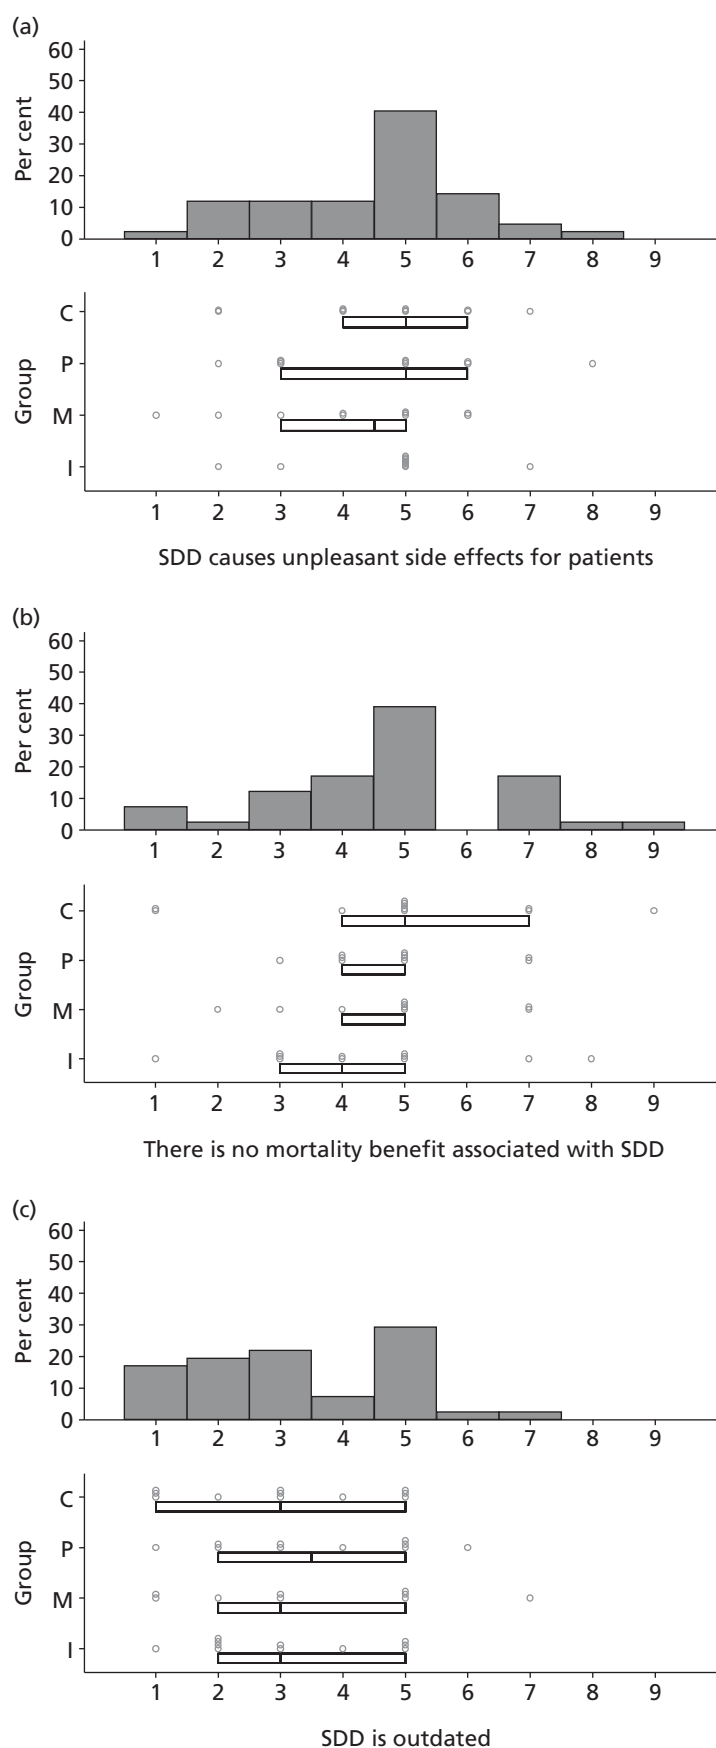 (a)
Per cent
60
50
40
30
20
10
0
1 2 3 4 5 6 7 8 9
Group
C
P
M
I
1 2 3 4 5 6 7 8 9
SDD causes unpleasant side effects for patients
(b)
Per cent
60
50
40
30
20
10
0
1 2 3 4 5 6 7 8 9
Group
C
P
M
I
1 2 3 4 5 6 7 8 9
There is no mortality benefit associated with SDD
(c)
Per cent
60
50
40
30
20
10
0
1 2 3 4 5 6 7 8 9
Group
C
P
M
I
1 2 3 4 5 6 7 8 9
SDD is outdated